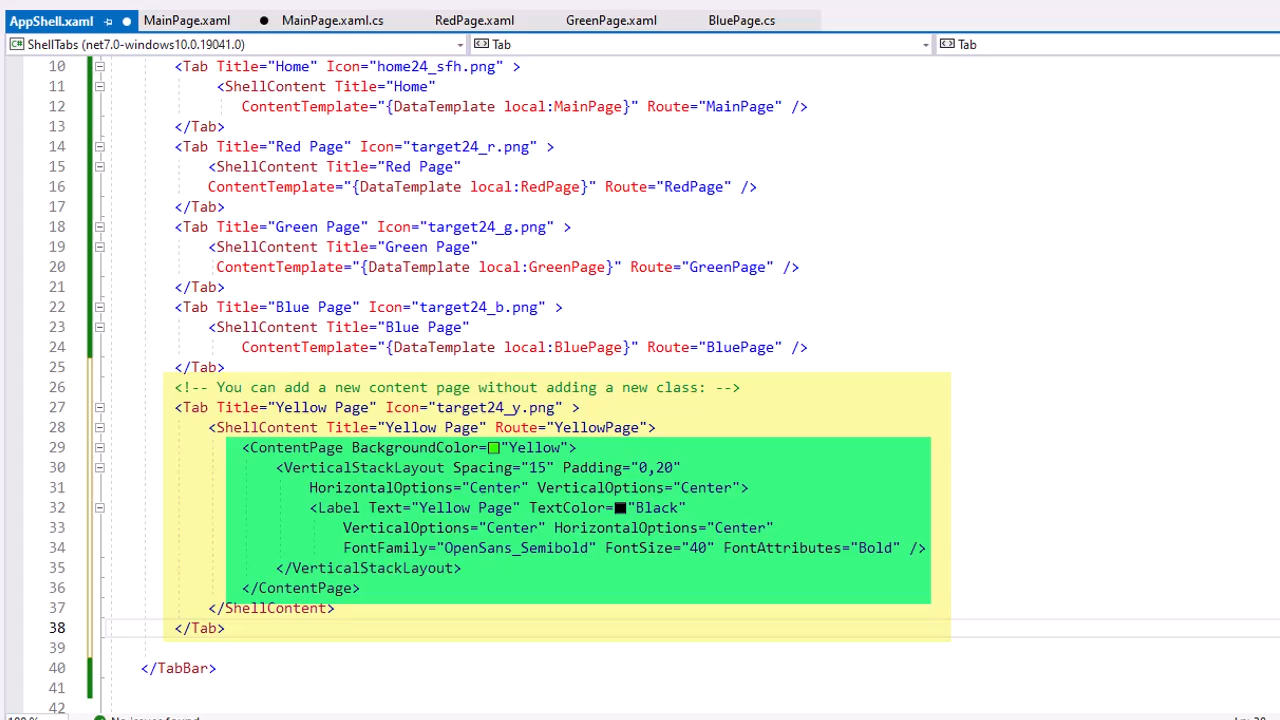 AppShell.xaml MainPage.xaml MainPage.xaml.cs RedPage.xaml GreenPage.xaml BluePage.cs
C# ShellTabs (net7.0-windows10.0.19041.0) Tab Tab
10 <Tab Title="Home" Icon="home24_sfh.png" >
11 <ShellContent Title="Home"
12 ContentTemplate="{DataTemplate local:MainPage}" Route="MainPage" />
13 </Tab>
14 <Tab Title="Red Page" Icon="target24_r.png" >
15 <ShellContent Title="Red Page"
16 ContentTemplate="{DataTemplate local:RedPage}" Route="RedPage" />
17 </Tab>
18 <Tab Title="Green Page" Icon="target24_g.png" >
19 <ShellContent Title="Green Page"
20 ContentTemplate="{DataTemplate local:GreenPage}" Route="GreenPage" />
21 </Tab>
22 <Tab Title="Blue Page" Icon="target24_b.png" >
23 <ShellContent Title="Blue Page"
24 ContentTemplate="{DataTemplate local:BluePage}" Route="BluePage" />
25 </Tab>
26 <!-- You can add a new content page without adding a new class: -->
27 <Tab Title="Yellow Page" Icon="target24_y.png" >
28 <ShellContent Title="Yellow Page" Route="YellowPage">
29 <ContentPage BackgroundColor="Yellow">
30 <VerticalStackLayout Spacing="15" Padding="0,20"
31 HorizontalOptions="Center" VerticalOptions="Center">
32 <Label Text="Yellow Page" TextColor="Black"
33 VerticalOptions="Center" HorizontalOptions="Center"
34 FontFamily="OpenSans_Semibold" FontSize="40" FontAttributes="Bold" />
35 </VerticalStackLayout>
36 </ContentPage>
37 </ShellContent>
38 </Tab>
39
40 </TabBar>
41
42
100 % No issues found